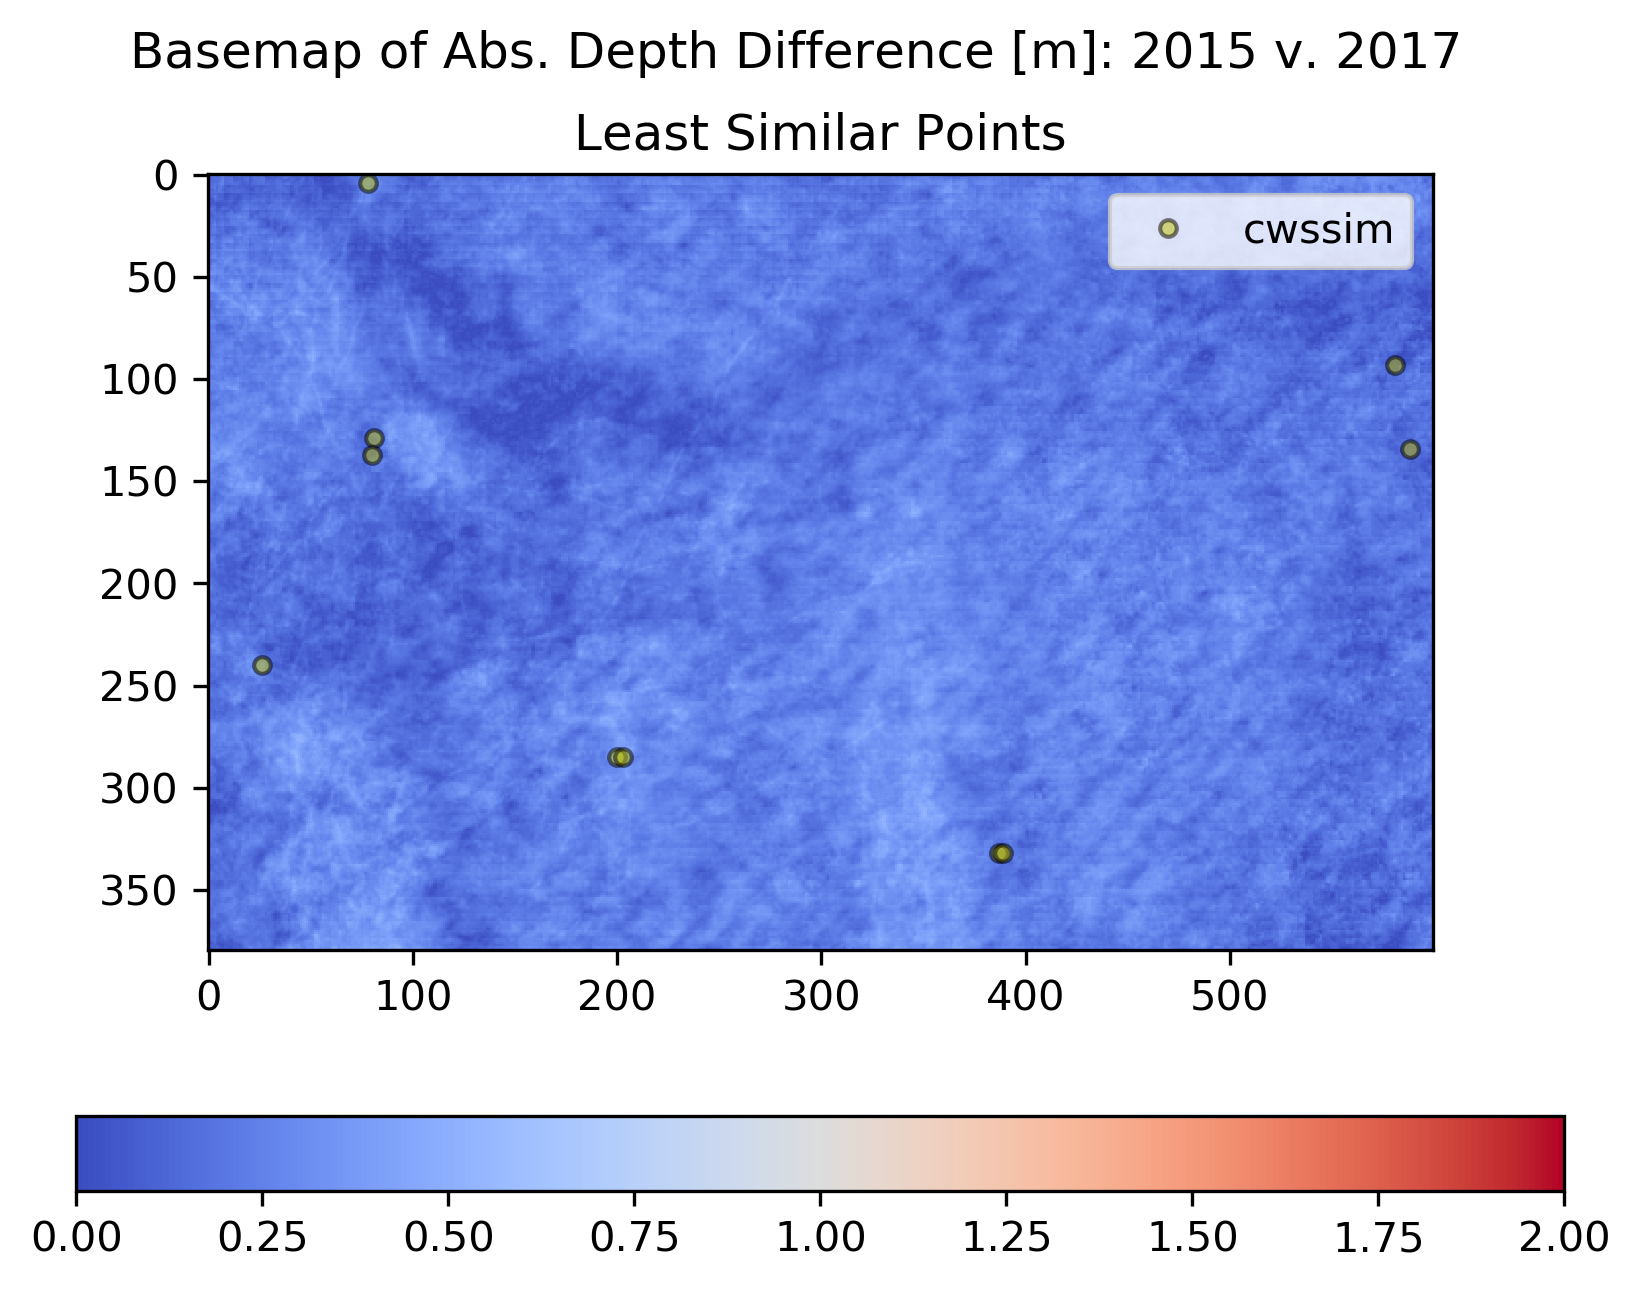 Basemap of Abs. Depth Difference [m]: 2015 v. 2017
Least Similar Points
cwssim
0
50
100
150
200
250
300
350
0 100 200 300 400 500
0.00 0.25 0.50 0.75 1.00 1.25 1.50 1.75 2.00